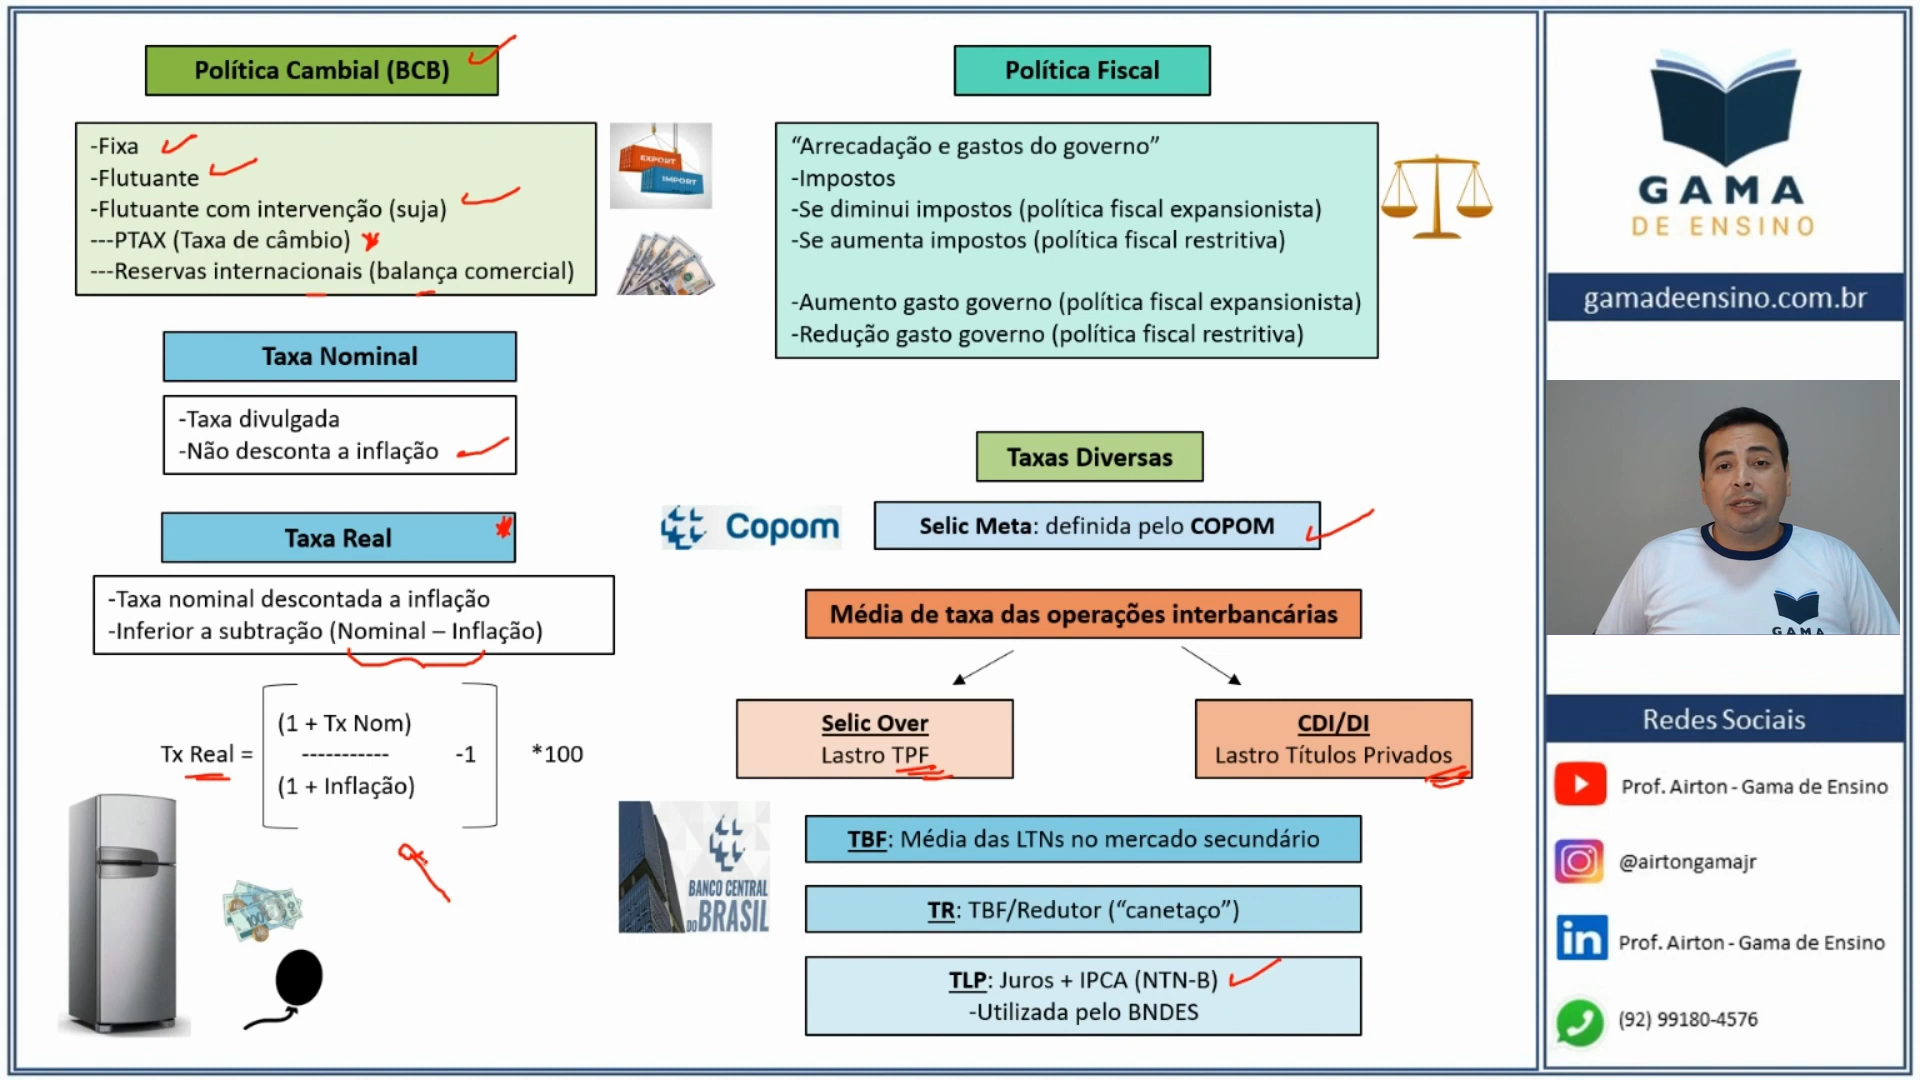 Política Cambial (BCB)
-Fixa
-Flutuante
-Flutuante com intervenção (suja)
---PTAX (Taxa de câmbio)
---Reservas internacionais (balança comercial)
EXPORT
IMPORT
Taxa Nominal
-Taxa divulgada
-Não desconta a inflação
Taxa Real
-Taxa nominal descontada a inflação
-Inferior a subtração (Nominal – Inflação)
(1 + Tx Nom)
Tx Real = ----------- -1 *100
(1 + Inflação)
Política Fiscal
“Arrecadação e gastos do governo”
-Impostos
-Se diminui impostos (política fiscal expansionista)
-Se aumenta impostos (política fiscal restritiva)
-Aumento gasto governo (política fiscal expansionista)
-Redução gasto governo (política fiscal restritiva)
Taxas Diversas
Copom
Selic Meta: definida pelo COPOM
Média de taxa das operações interbancárias
Selic Over
Lastro TPF
CDI/DI
Lastro Títulos Privados
BANCO CENTRAL
DO BRASIL
TBF: Média das LTNs no mercado secundário
TR: TBF/Redutor (“canetaço”)
TLP: Juros + IPCA (NTN-B)
-Utilizada pelo BNDES
GAMA
DE ENSINO
gamadeensino.com.br
GAMA
Redes Sociais
Prof. Airton - Gama de Ensino
@airtongamajr
in
Prof. Airton - Gama de Ensino
(92) 99180-4576